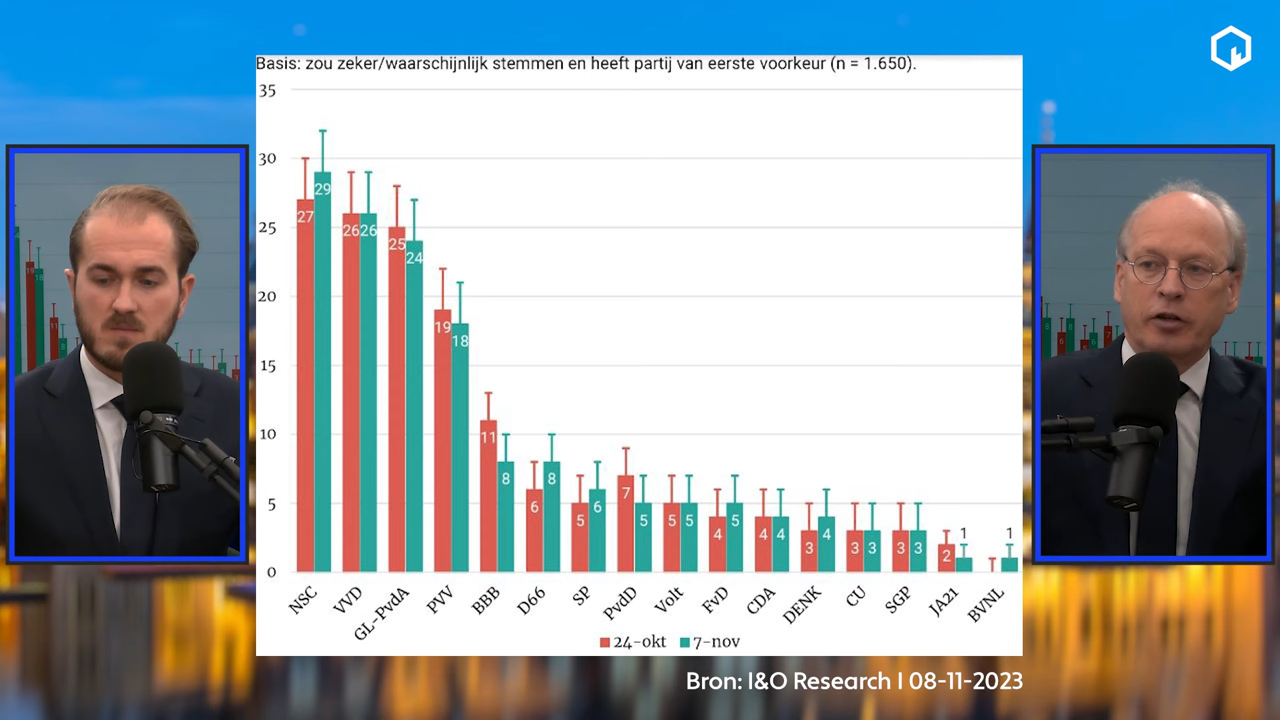 Basis: zou zeker/waarschijnlijk stemmen en heeft partij van eerste voorkeur (n = 1.650).
35
30
25
20
15
10
5
0
27 29 26 26 25 24 19 18 11 8 6 8 5 6 7 5 5 5 4 5 4 4 3 4 3 3 3 3 2 1 1
NSC VVD GL-PvdA PVV BBB D66 SP PvdD Volt FvD CDA DENK CU SGP JA21 BVNL
24-okt 7-nov
Bron: I&O Research I 08-11-2023